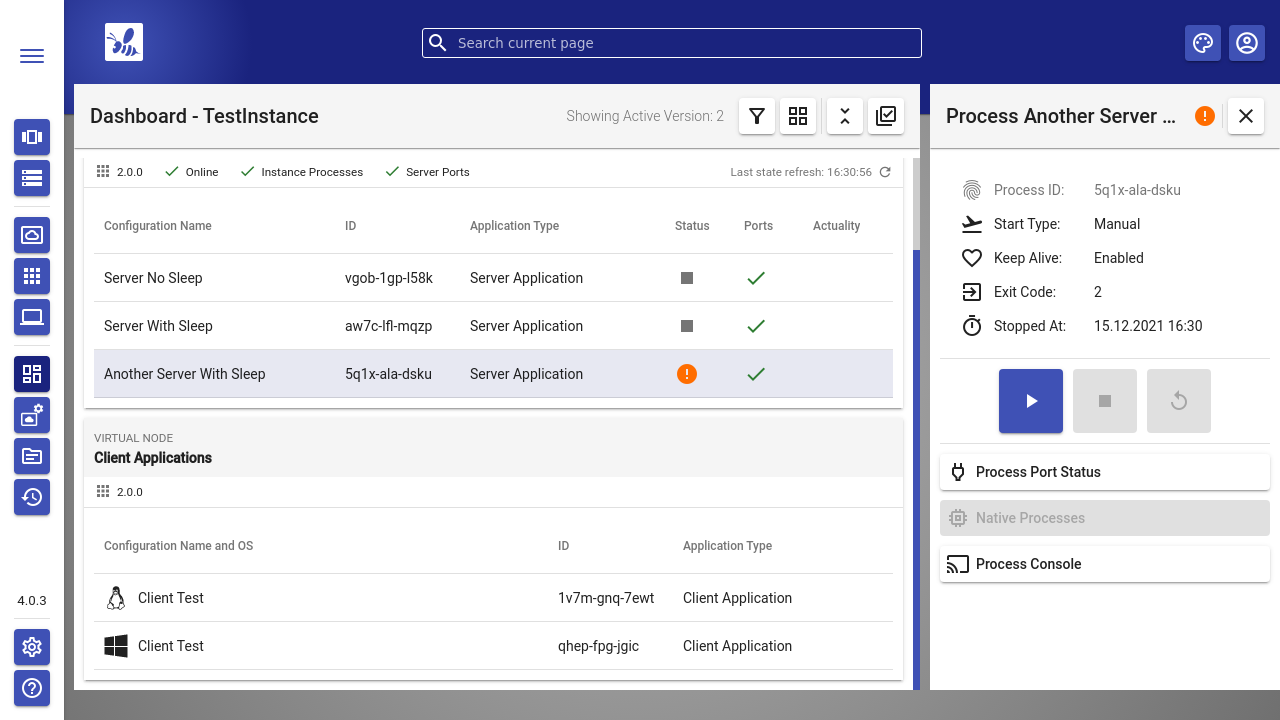 Search current page
Dashboard - TestInstance
Showing Active Version: 2
2.0.0 Online Instance Processes Server Ports Last state refresh: 16:30:56
Configuration Name ID Application Type Status Ports Actuality
Server No Sleep vgob-1gp-l58k Server Application
Server With Sleep aw7c-lfl-mqzp Server Application
Another Server With Sleep 5q1x-ala-dsku Server Application
VIRTUAL NODE
Client Applications
2.0.0
Configuration Name and OS ID Application Type
Client Test 1v7m-gnq-7ewt Client Application
Client Test qhep-fpg-jgic Client Application
Process Another Server ...
Process ID: 5q1x-ala-dsku
Start Type: Manual
Keep Alive: Enabled
Exit Code: 2
Stopped At: 15.12.2021 16:30
Process Port Status
Native Processes
Process Console
4.0.3